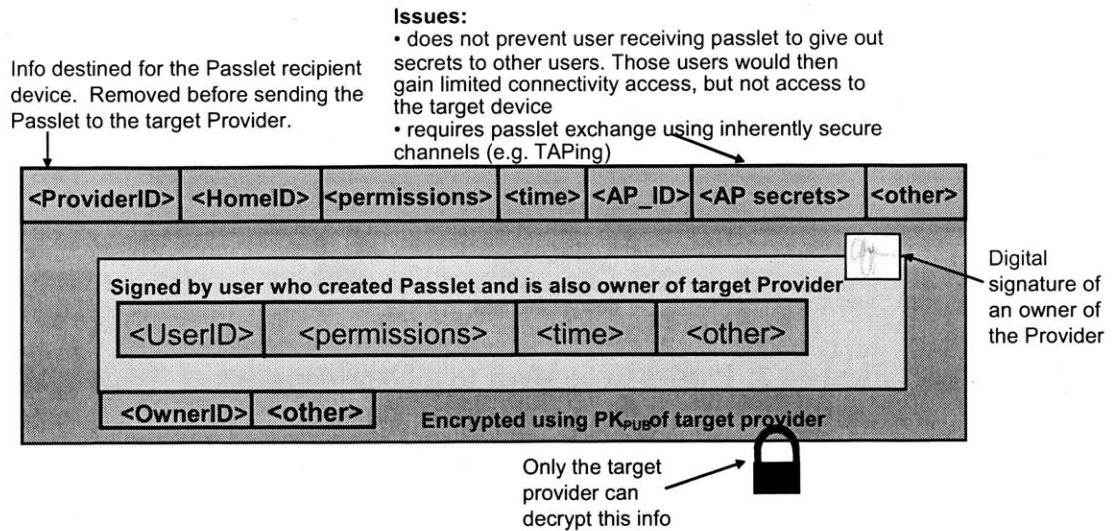 Issues:
• does not prevent user receiving passlet to give out
secrets to other users. Those users would then
gain limited connectivity access, but not access to
the target device
• requires passlet exchange using inherently secure
channels (e.g. TAPing)
Info destined for the Passlet recipient
device. Removed before sending the
Passlet to the target Provider.
<ProviderID> <HomeID> <permissions> <time> <AP_ID> <AP secrets> <other>
Signed by user who created Passlet and is also owner of target Provider
<UserID> <permissions> <time> <other>
Digital
signature of
an owner of
the Provider
<OwnerID> <other>
Encrypted using PKPUBof target provider
Only the target
provider can
decrypt this info